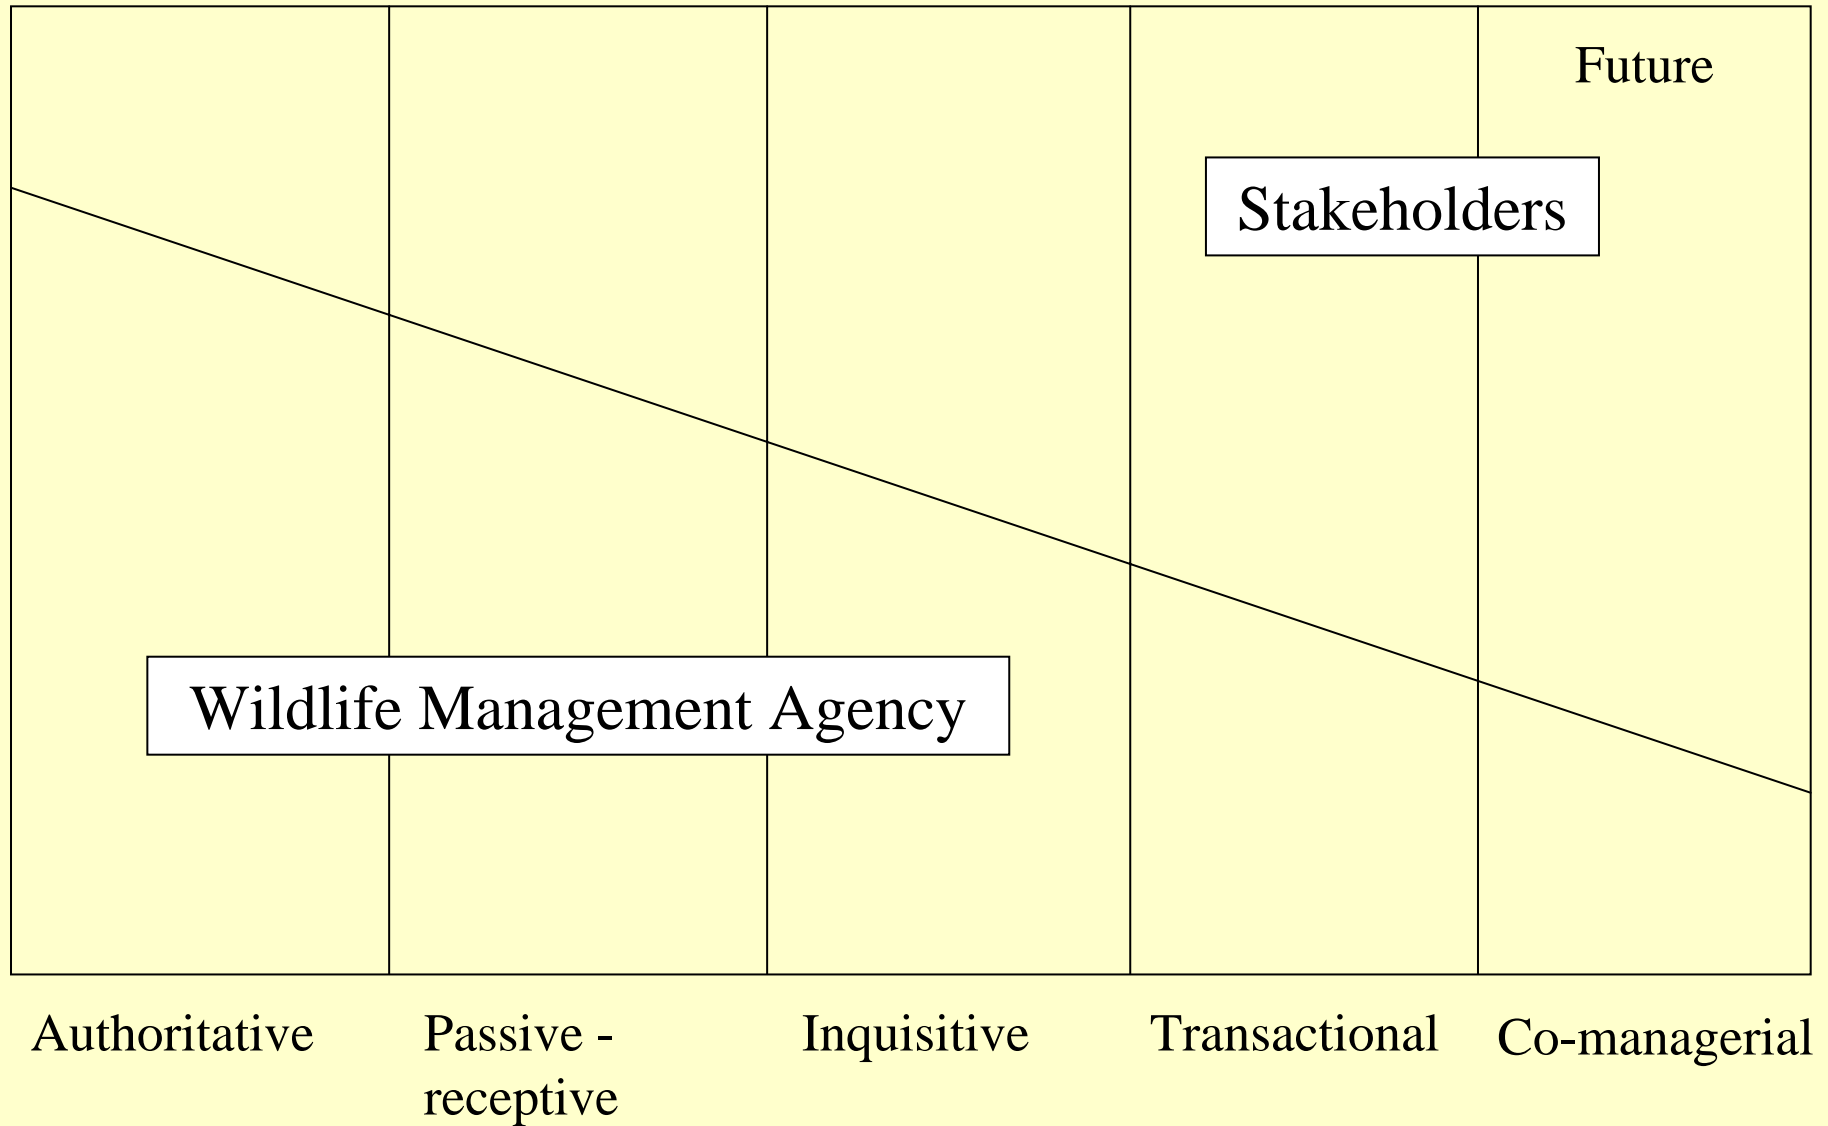 Future
Stakeholders
Wildlife Management Agency
Authoritative
Passive -
receptive
Inquisitive
Transactional
Co-managerial